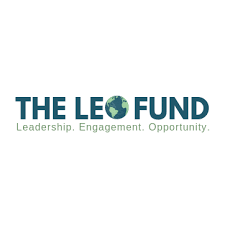 THE LEO FUND
Leadership. Engagement. Opportunity.